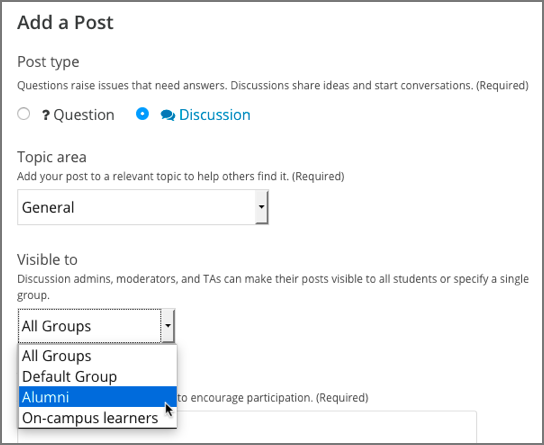 Add a Post
Post type
Questions raise issues that need answers. Discussions share ideas and start conversations. (Required)
? Question Discussion
Topic area
Add your post to a relevant topic to help others find it. (Required)
General
Visible to
Discussion admins, moderators, and TAs can make their posts visible to all students or specify a single
group.
All Groups
All Groups
Default Group
Alumni
to encourage participation. (Required)
On-campus learners